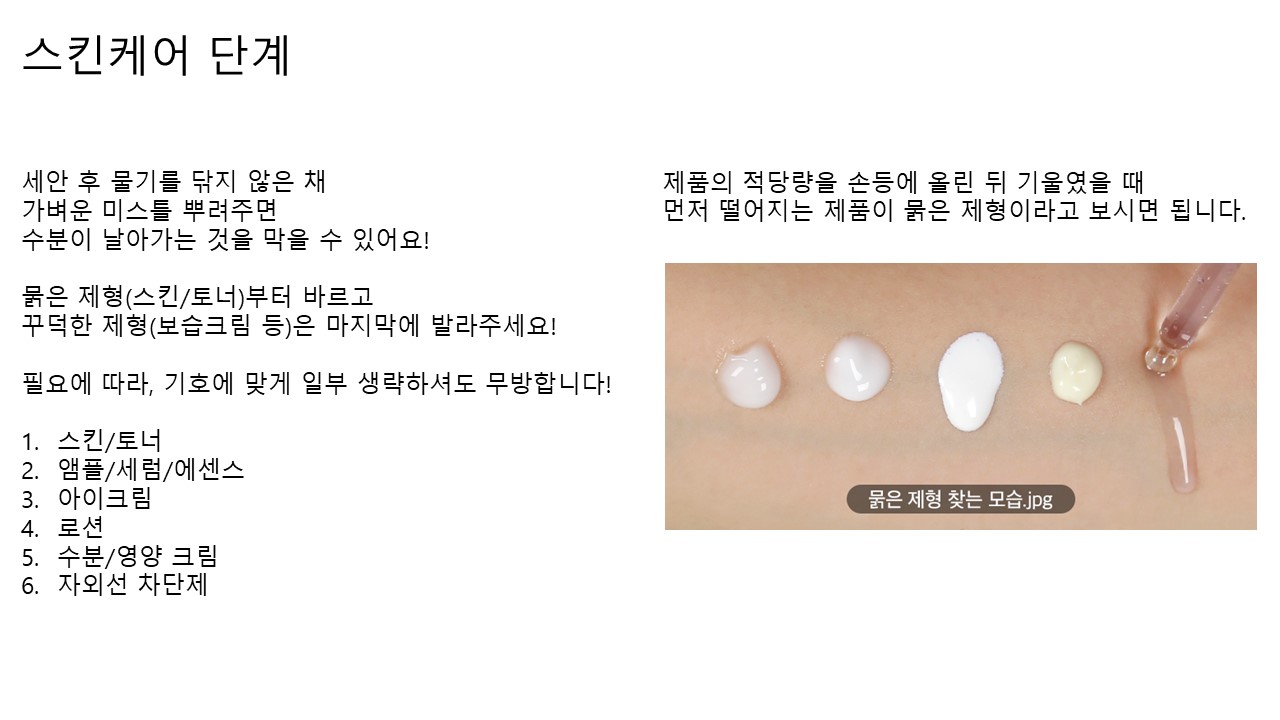 스킨케어 단계
세안 후 물기를 닦지 않은 채
가벼운 미스틀 뿌려주면
수분이 날아가는 것을 막을 수 있어요!
묽은 제형(스킨/토너)부터 바르고
꾸덕한 제형(보습크림 등)은 마지막에 발라주세요!
필요에 따라, 기호에 맞게 일부 생략하셔도 무방합니다!
1. 스킨/토너
2. 앰플/세럼/에센스
3. 아이크림
4. 로션
5. 수분/영양 크림
6. 자외선 차단제
제품의 적당량을 손등에 올린 뒤 기울였을 때
먼저 떨어지는 제품이 묽은 제형이라고 보시면 됩니다.
묽은 제형 찾는 모습.jpg